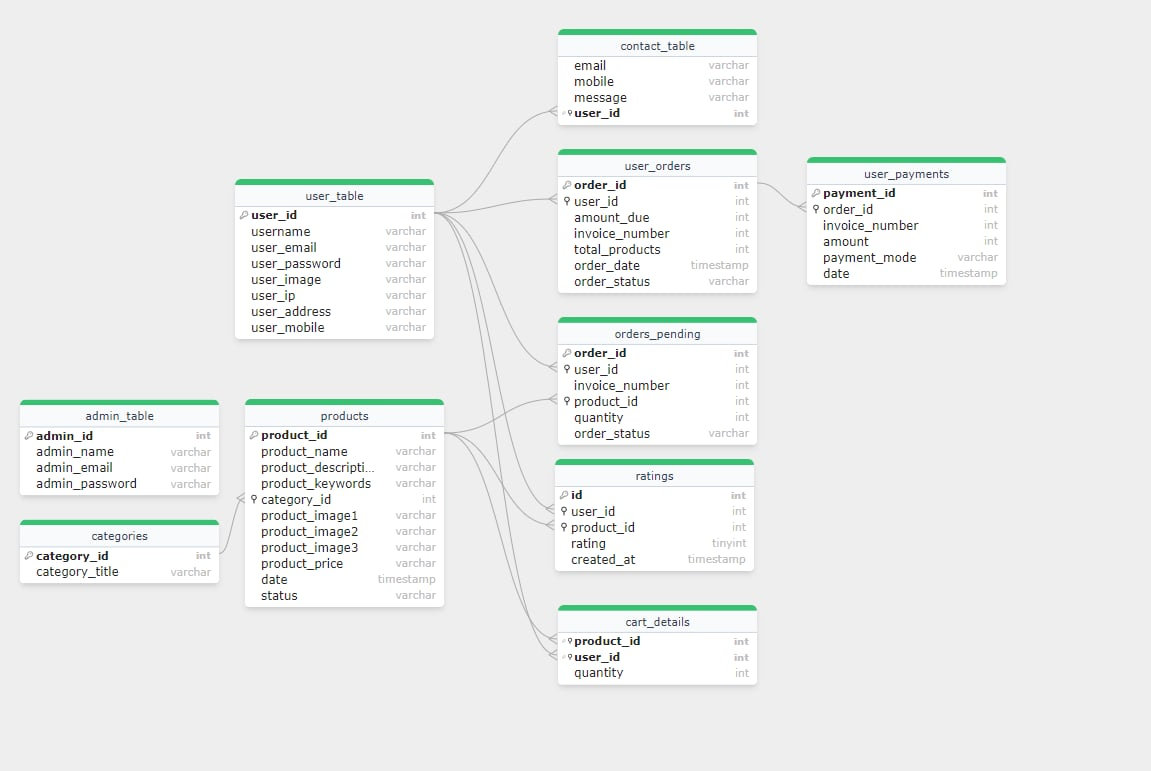 contact_table
email varchar
mobile varchar
message varchar
user_id int
user_orders
order_id int
user_id int
amount_due int
invoice_number int
total_products int
order_date timestamp
order_status varchar
user_payments
payment_id int
order_id int
invoice_number int
amount int
payment_mode varchar
date timestamp
user_table
user_id int
username varchar
user_email varchar
user_password varchar
user_image varchar
user_ip varchar
user_address varchar
user_mobile varchar
orders_pending
order_id int
user_id int
invoice_number int
product_id int
quantity int
order_status varchar
admin_table
admin_id int
admin_name varchar
admin_email varchar
admin_password varchar
products
product_id int
product_name varchar
product_descripti... varchar
product_keywords varchar
category_id int
product_image1 varchar
product_image2 varchar
product_image3 varchar
product_price varchar
date timestamp
status varchar
ratings
id int
user_id int
product_id int
rating tinyint
created_at timestamp
categories
category_id int
category_title varchar
cart_details
product_id int
user_id int
quantity int